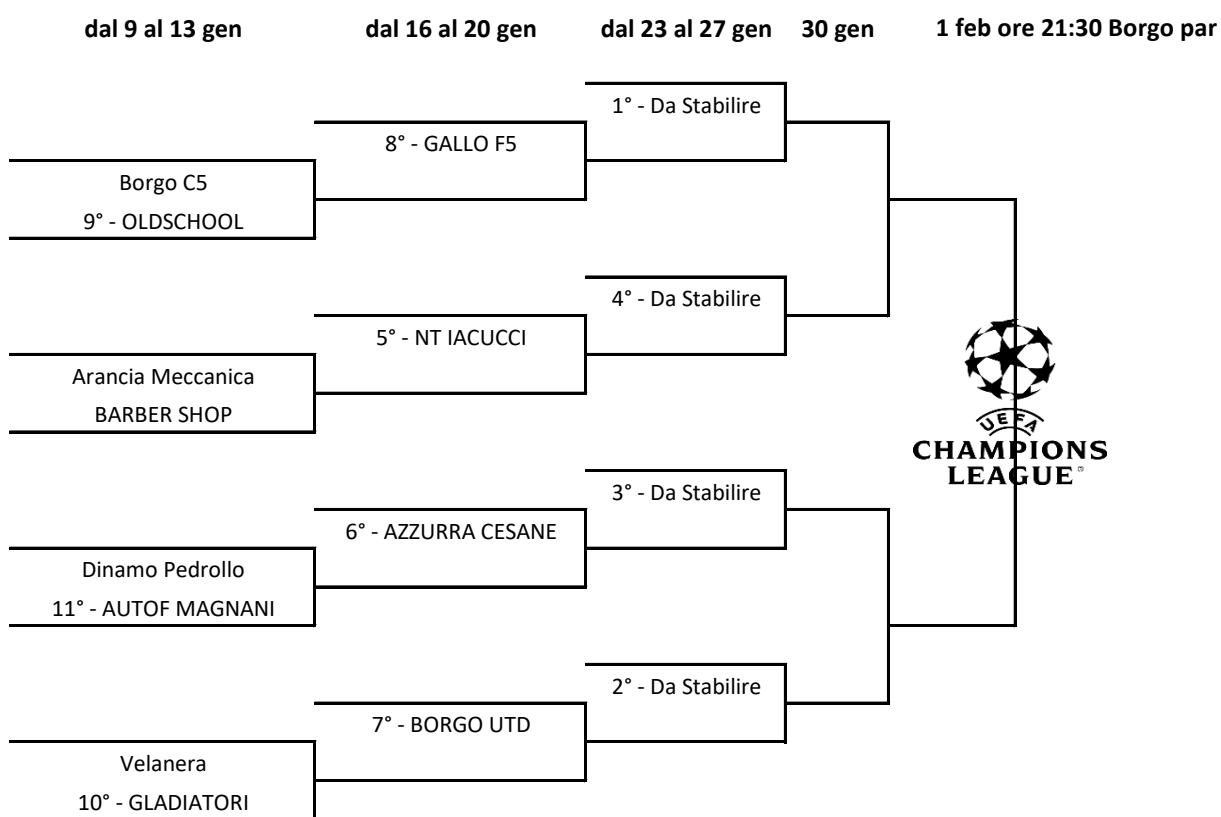 dal 9 al 13 gen
dal 16 al 20 gen
dal 23 al 27 gen
30 gen
1 feb ore 21:30 Borgo par
1° - Da Stabilire
8° - GALLO F5
Borgo C5
9° - OLDSCHOOL
4° - Da Stabilire
5° - NT IACUCCI
Arancia Meccanica
BARBER SHOP
UEFA
CHAMPIONS
LEAGUE
3° - Da Stabilire
6° - AZZURRA CESANE
Dinamo Pedrollo
11° - AUTOF MAGNANI
2° - Da Stabilire
7° - BORGO UTD
Velanera
10° - GLADIATORI